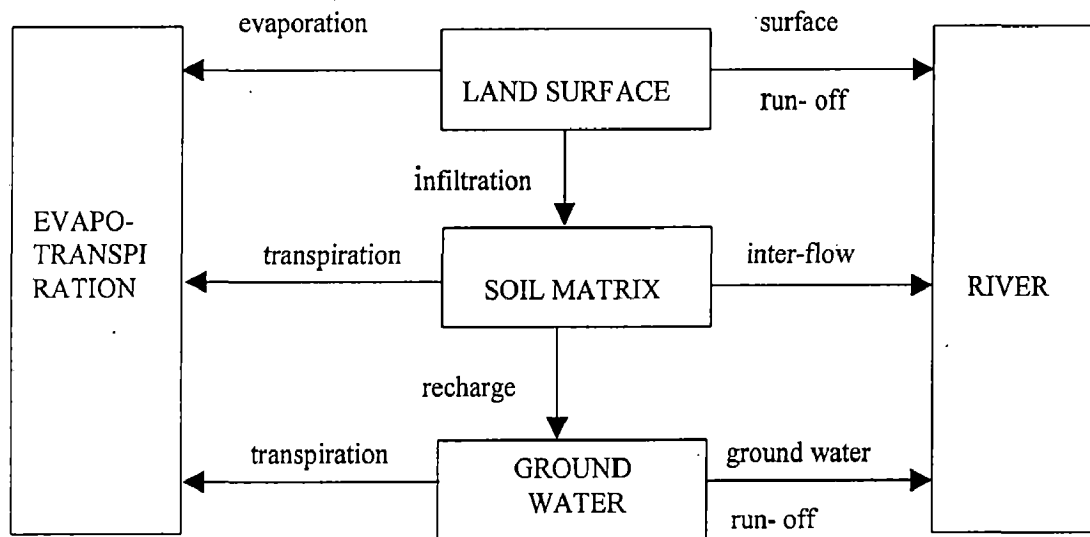 evaporation
surface
LAND SURFACE
run- off
infiltration
EVAPO-
TRANSPI
RATION
transpiration
SOIL MATRIX
inter-flow
RIVER
recharge
transpiration
GROUND
WATER
ground water
run- off